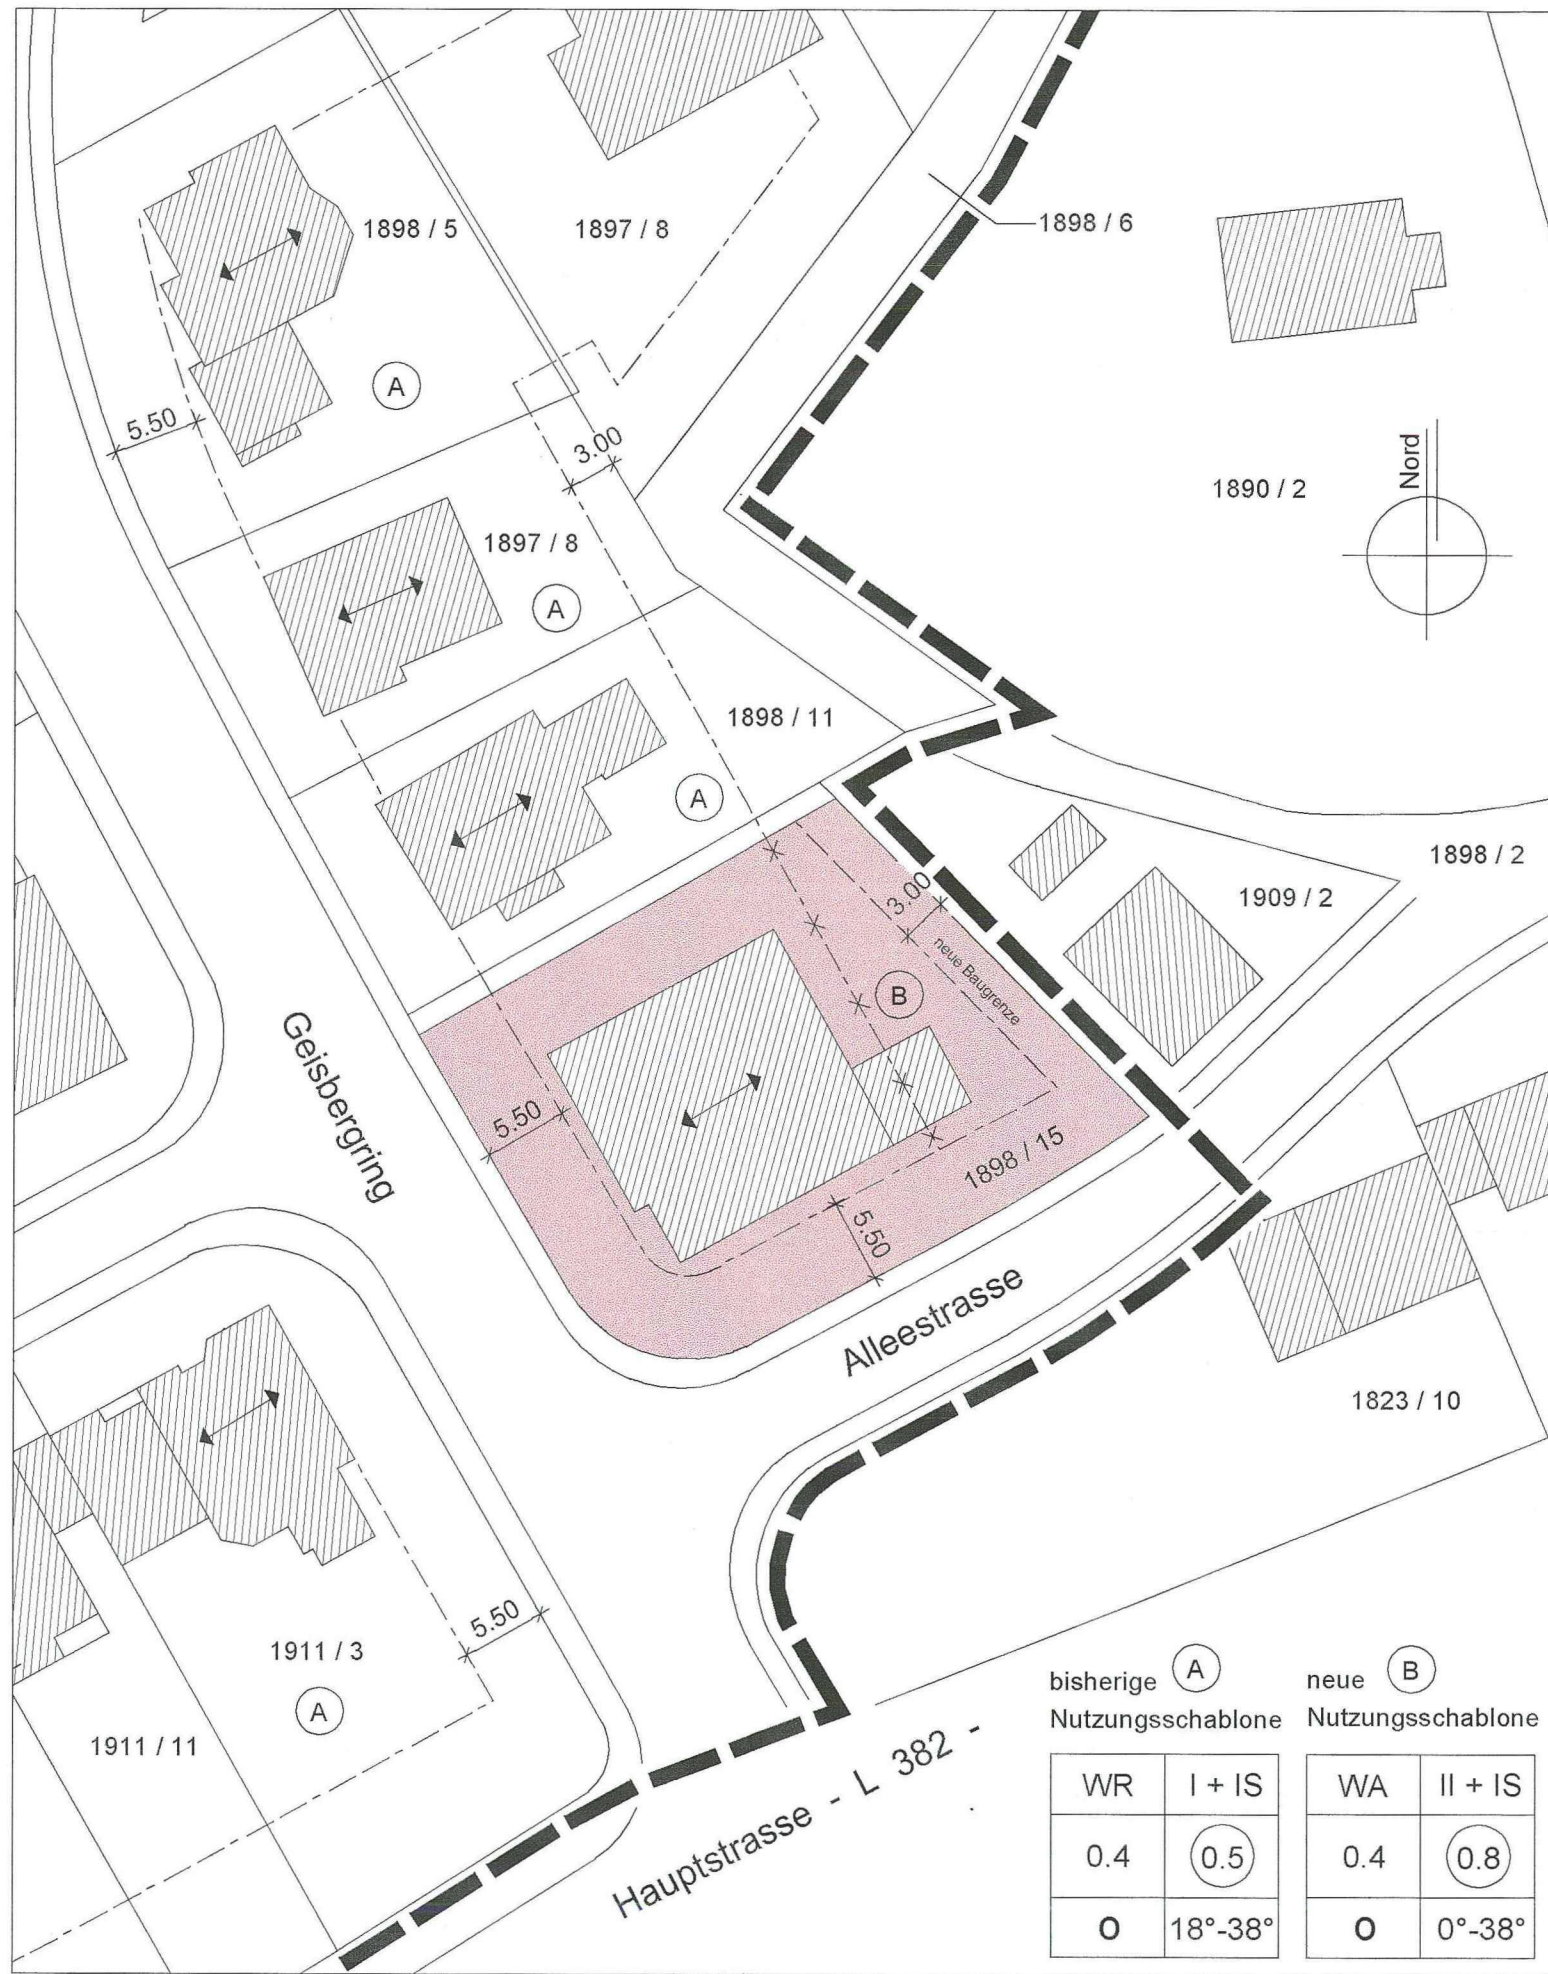 1898 / 5
1897 / 8
1898 / 6
A
5.50
3.00
Nord
1890 / 2
1897 / 8
A
1898 / 11
A
1898 / 2
1909 / 2
3.00
neue Baugrenze
B
Geisbergring
5.50
1898 / 15
5.50
Alleestrasse
1823 / 10
5.50
1911 / 3
A
1911 / 11
Hauptstrasse - L 382 -
bisherige A
Nutzungsschablone
WR I + IS
0.4 0.5
O 18°-38°
neue B
Nutzungsschablone
WA II + IS
0.4 0.8
O 0°-38°